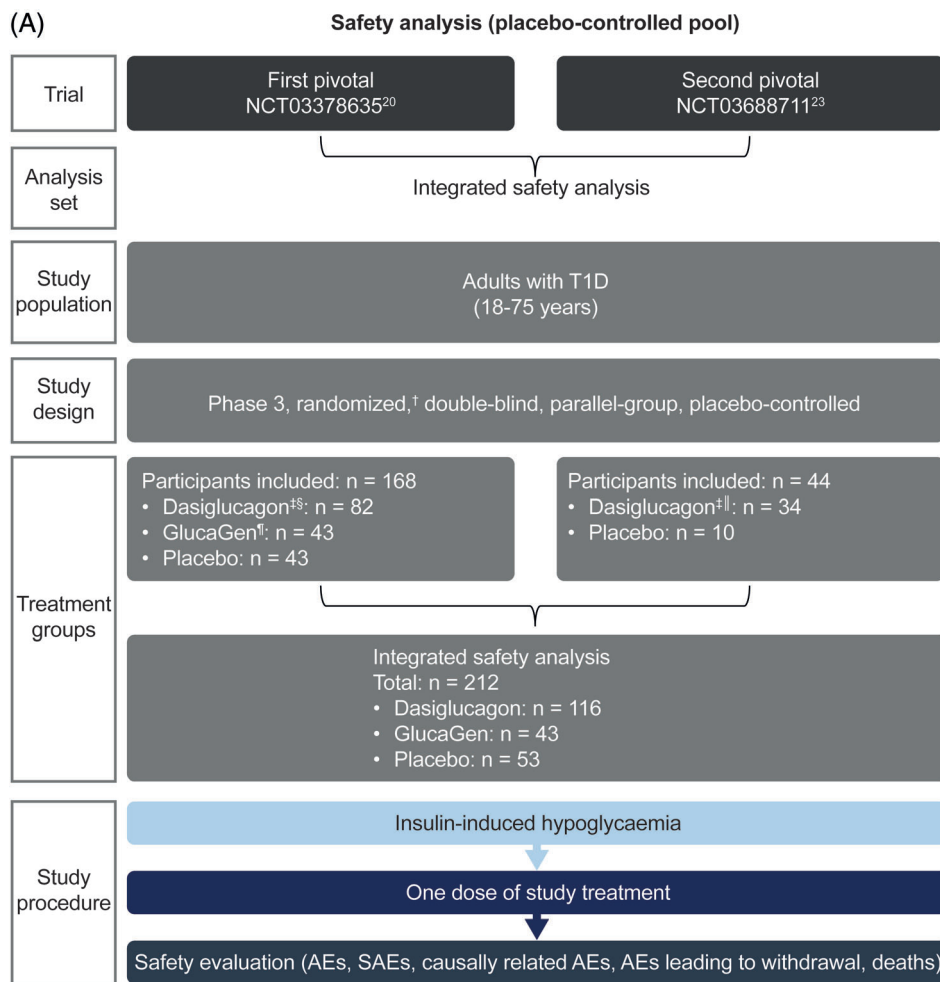 (A)
Safety analysis (placebo-controlled pool)
Trial
First pivotal
NCT03378635²⁰
Second pivotal
NCT03688711²³
Analysis
set
Integrated safety analysis
Study
population
Adults with T1D
(18-75 years)
Study
design
Phase 3, randomized,† double-blind, parallel-group, placebo-controlled
Treatment
groups
Participants included: n = 168
• Dasiglucagon‡§: n = 82
• GlucaGen¶: n = 43
• Placebo: n = 43
Participants included: n = 44
• Dasiglucagon‡‖: n = 34
• Placebo: n = 10
Integrated safety analysis
Total: n = 212
• Dasiglucagon: n = 116
• GlucaGen: n = 43
• Placebo: n = 53
Study
procedure
Insulin-induced hypoglycaemia
One dose of study treatment
Safety evaluation (AEs, SAEs, causally related AEs, AEs leading to withdrawal, deaths)